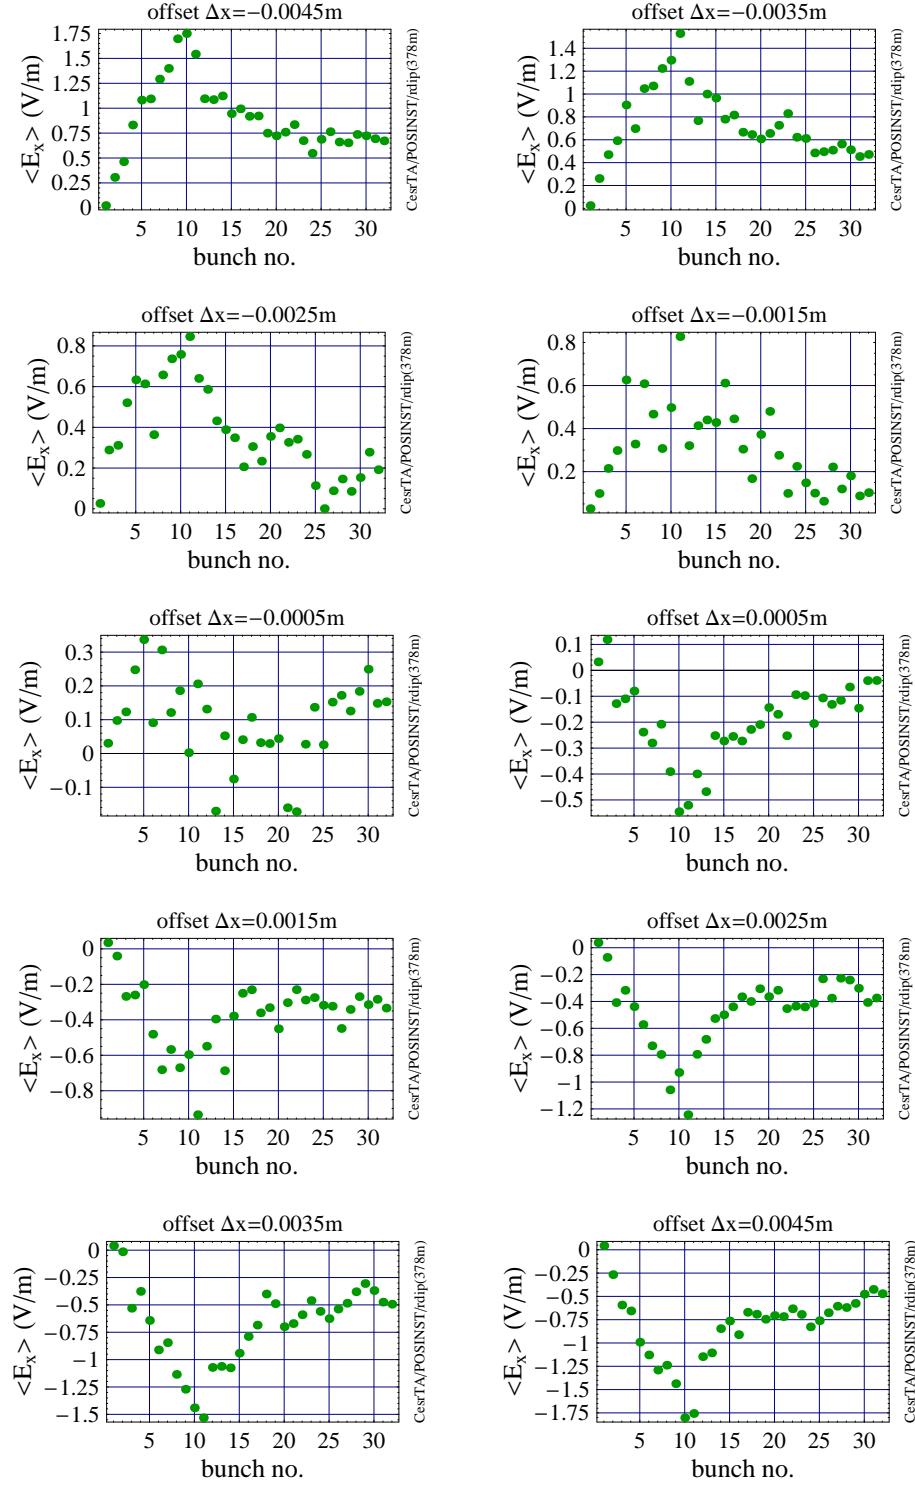 offset Δx=−0.0045m
<E_x> (V/m)
1.75
1.5
1.25
1
0.75
0.5
0.25
0
5 10 15 20 25 30
bunch no.
CesrTA/POSINST/rdip(378m)
offset Δx=−0.0035m
<E_x> (V/m)
1.4
1.2
1
0.8
0.6
0.4
0.2
0
5 10 15 20 25 30
bunch no.
CesrTA/POSINST/rdip(378m)
offset Δx=−0.0025m
<E_x> (V/m)
0.8
0.6
0.4
0.2
0
5 10 15 20 25 30
bunch no.
CesrTA/POSINST/rdip(378m)
offset Δx=−0.0015m
<E_x> (V/m)
0.8
0.6
0.4
0.2
5 10 15 20 25 30
bunch no.
CesrTA/POSINST/rdip(378m)
offset Δx=−0.0005m
<E_x> (V/m)
0.3
0.2
0.1
0
−0.1
5 10 15 20 25 30
bunch no.
CesrTA/POSINST/rdip(378m)
offset Δx=0.0005m
<E_x> (V/m)
0.1
0
−0.1
−0.2
−0.3
−0.4
−0.5
5 10 15 20 25 30
bunch no.
CesrTA/POSINST/rdip(378m)
offset Δx=0.0015m
<E_x> (V/m)
0
−0.2
−0.4
−0.6
−0.8
5 10 15 20 25 30
bunch no.
CesrTA/POSINST/rdip(378m)
offset Δx=0.0025m
<E_x> (V/m)
0
−0.2
−0.4
−0.6
−0.8
−1
−1.2
5 10 15 20 25 30
bunch no.
CesrTA/POSINST/rdip(378m)
offset Δx=0.0035m
<E_x> (V/m)
0
−0.25
−0.5
−0.75
−1
−1.25
−1.5
5 10 15 20 25 30
bunch no.
CesrTA/POSINST/rdip(378m)
offset Δx=0.0045m
<E_x> (V/m)
0
−0.25
−0.5
−0.75
−1
−1.25
−1.5
−1.75
5 10 15 20 25 30
bunch no.
CesrTA/POSINST/rdip(378m)